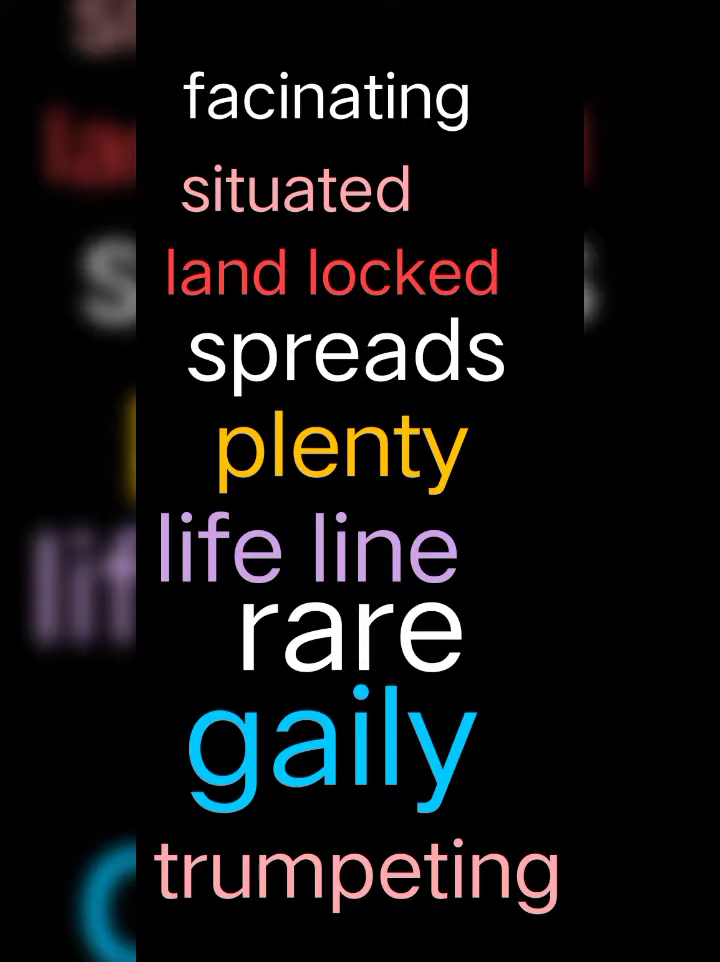 facinating
situated
land locked
spreads
plenty
life line
rare
gaily
trumpeting